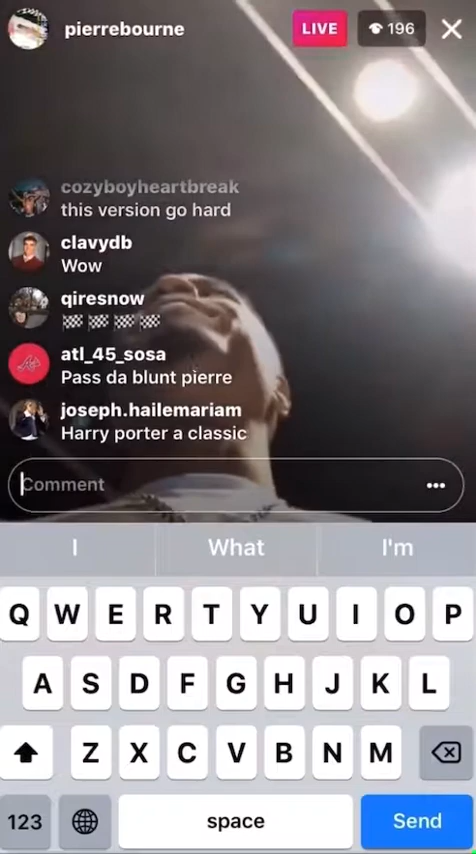 pierrebourne
LIVE
196
cozyboyheartbreak
this version go hard
clavydb
Wow
qiresnow
🏁 🏁 🏁 🏁
atl_45_sosa
Pass da blunt pierre
joseph.hailemariam
Harry porter a classic
Comment
I What I'm
Q W E R T Y U I O P
A S D F G H J K L
Z X C V B N M
123 space Send